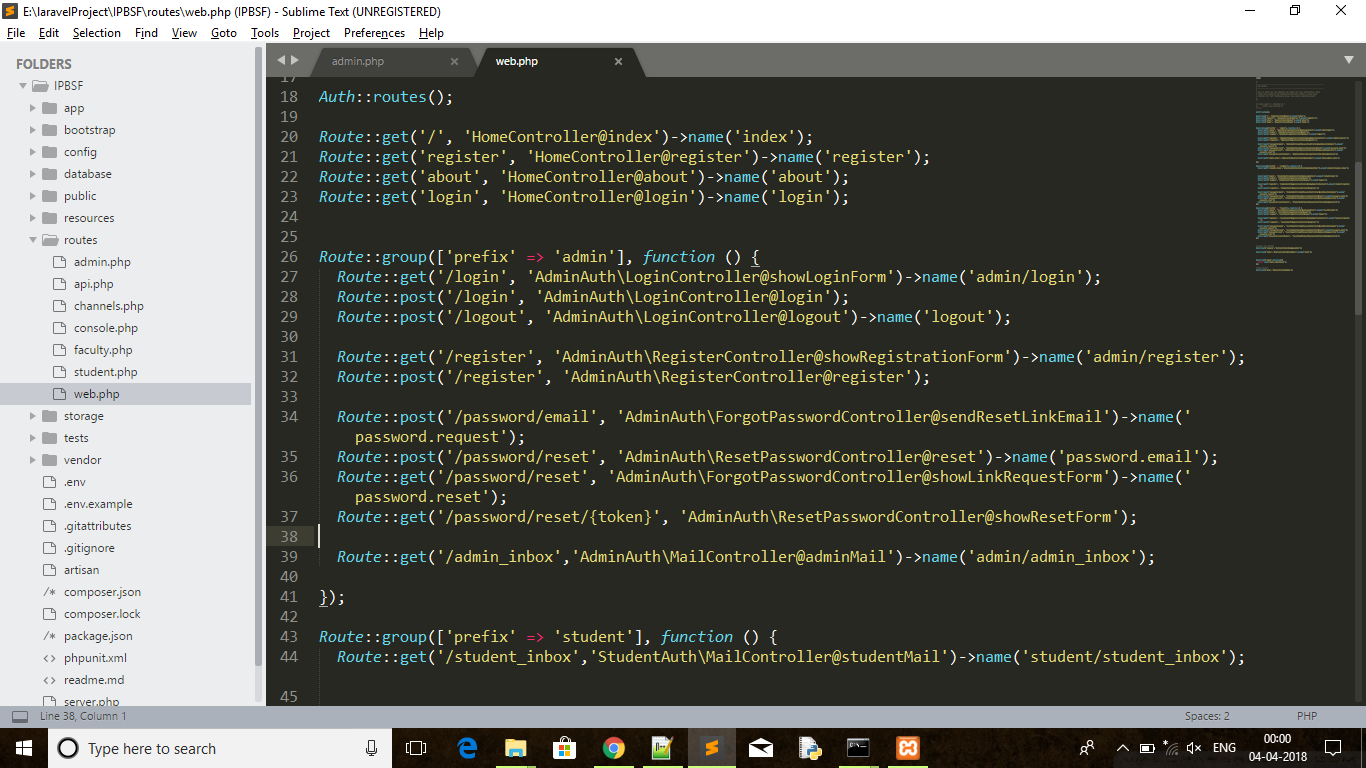 E:\laravelProject\IPBSF\routes\web.php (IPBSF) - Sublime Text (UNREGISTERED)
File Edit Selection Find View Goto Tools Project Preferences Help
FOLDERS
IPBSF
app
bootstrap
config
database
public
resources
routes
admin.php
api.php
channels.php
console.php
faculty.php
student.php
web.php
storage
tests
vendor
.env
.env.example
.gitattributes
.gitignore
artisan
/* composer.json
composer.lock
/* package.json
<> phpunit.xml
<> readme.md
server.php
admin.php × web.php ×
17
18 Auth::routes();
19
20 Route::get('/', 'HomeController@index')->name('index');
21 Route::get('register', 'HomeController@register')->name('register');
22 Route::get('about', 'HomeController@about')->name('about');
23 Route::get('login', 'HomeController@login')->name('login');
24
25
26 Route::group(['prefix' => 'admin'], function () {
27 Route::get('/login', 'AdminAuth\LoginController@showLoginForm')->name('admin/login');
28 Route::post('/login', 'AdminAuth\LoginController@login');
29 Route::post('/logout', 'AdminAuth\LoginController@logout')->name('logout');
30
31 Route::get('/register', 'AdminAuth\RegisterController@showRegistrationForm')->name('admin/register');
32 Route::post('/register', 'AdminAuth\RegisterController@register');
33
34 Route::post('/password/email', 'AdminAuth\ForgotPasswordController@sendResetLinkEmail')->name('
password.request');
35 Route::post('/password/reset', 'AdminAuth\ResetPasswordController@reset')->name('password.email');
36 Route::get('/password/reset', 'AdminAuth\ForgotPasswordController@showLinkRequestForm')->name('
password.reset');
37 Route::get('/password/reset/{token}', 'AdminAuth\ResetPasswordController@showResetForm');
38
39 Route::get('/admin_inbox','AdminAuth\MailController@adminMail')->name('admin/admin_inbox');
40
41 });
42
43 Route::group(['prefix' => 'student'], function () {
44 Route::get('/student_inbox','StudentAuth\MailController@studentMail')->name('student/student_inbox');
45
Line 38, Column 1 Spaces: 2 PHP
Type here to search
ENG
00:00
04-04-2018